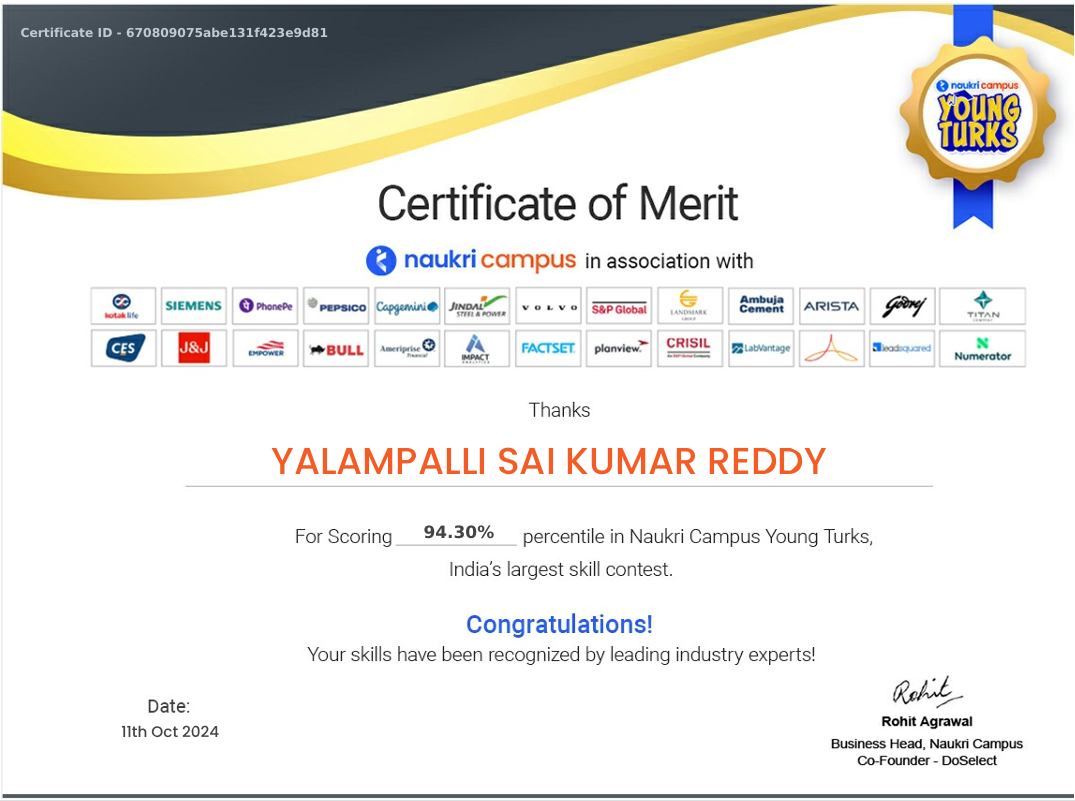 Certificate ID - 670809075abe131f423e9d81
naukri campus
YOUNG
TURKS
Certificate of Merit
naukri campus in association with
kotak life SIEMENS PhonePe PEPSICO Capgemini JINDAL STEEL & POWER VOLVO S&P Global LANDMARK GROUP Ambuja Cement ARISTA Godrej TITAN COMPANY
CES J&J EMPOWER BULL Ameriprise Financial IMPACT ANALYTICS FACTSET planview CRISIL An S&P Global Company LabVantage leadsquared Numerator
Thanks
YALAMPALLI SAI KUMAR REDDY
For Scoring 94.30% percentile in Naukri Campus Young Turks,
India's largest skill contest.
Congratulations!
Your skills have been recognized by leading industry experts!
Date:
11th Oct 2024
Rohit
Rohit Agrawal
Business Head, Naukri Campus
Co-Founder - DoSelect